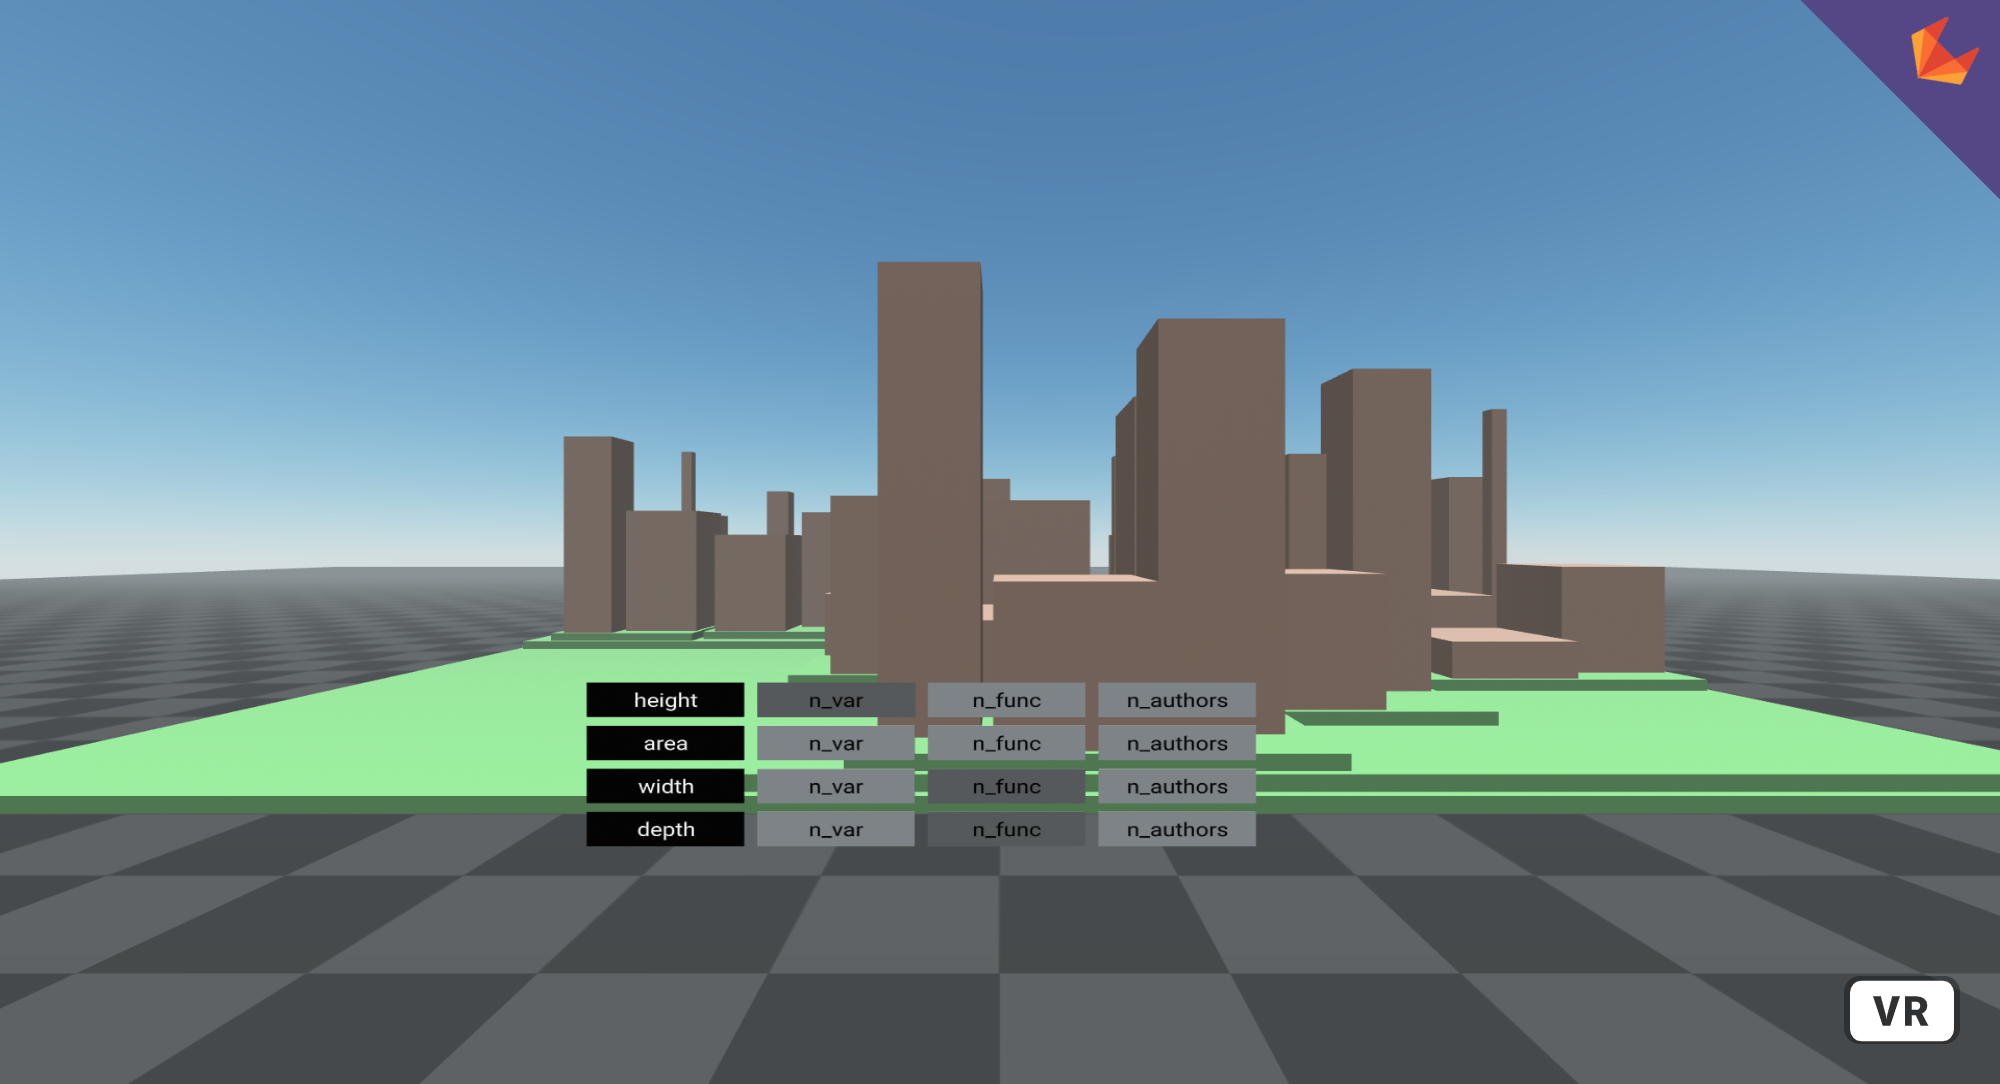 height n_var n_func n_authors
area n_var n_func n_authors
width n_var n_func n_authors
depth n_var n_func n_authors
VR